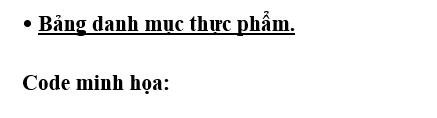 • Bảng danh mục thực phẩm.
Code minh họa: